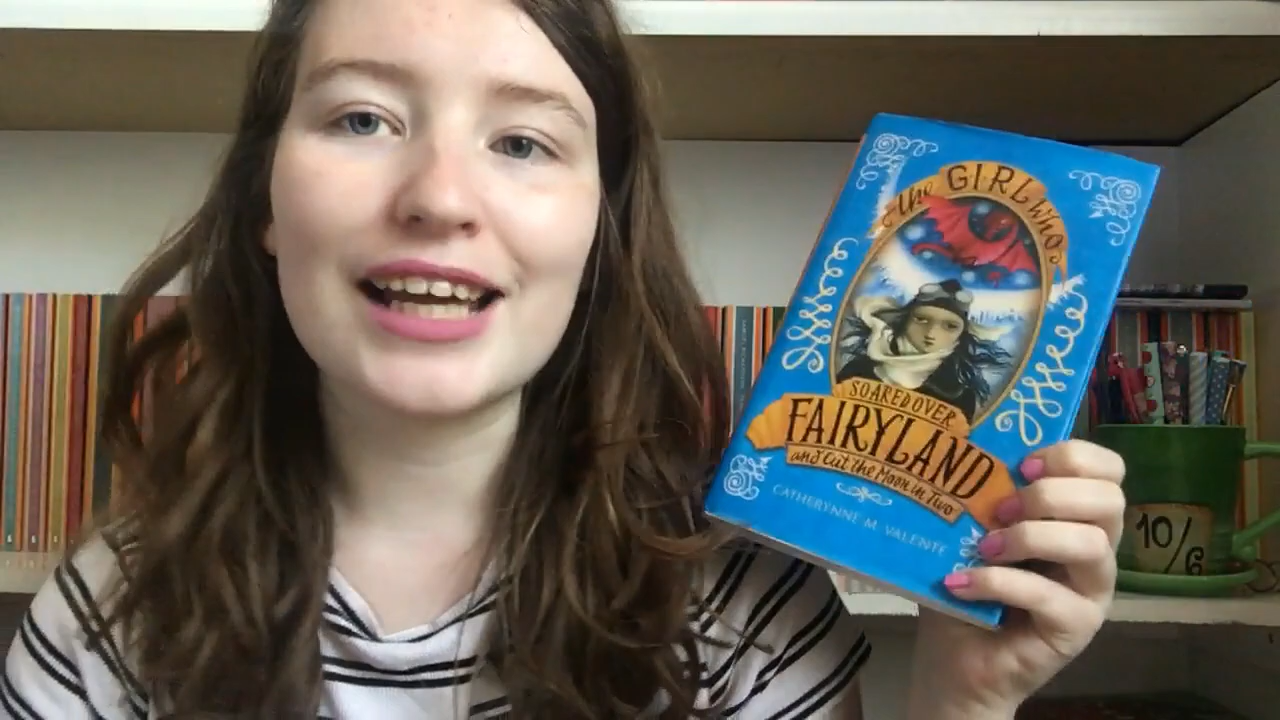 the GIRL WHO
SOARED OVER
FAIRYLAND
and Cut the Moon in Two
CATHERYNNE M. VALENTE
10/6